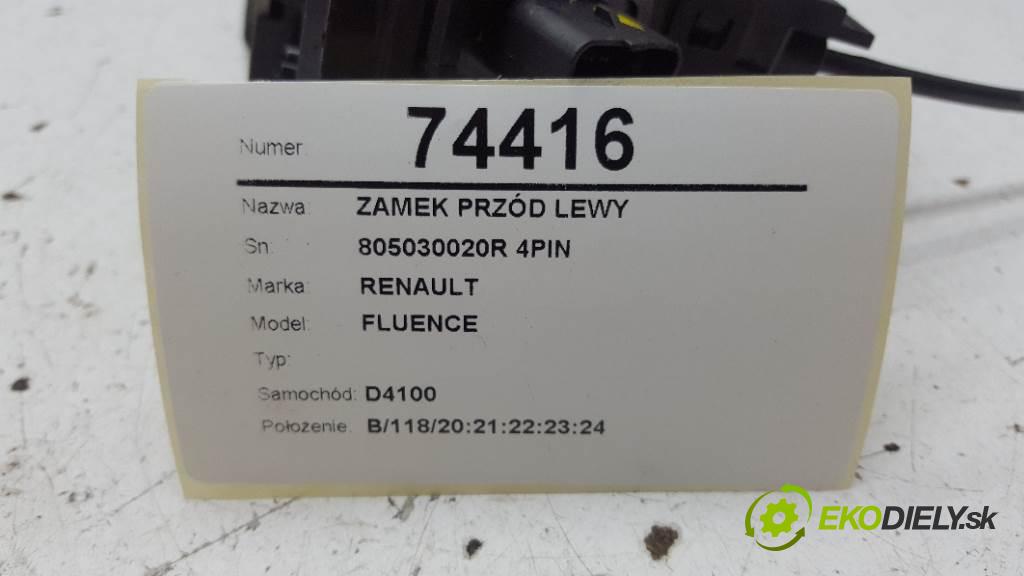 Numer: 74416
Nazwa: ZAMEK PRZÓD LEWY
Sn: 805030020R 4PIN
Marka: RENAULT
Model: FLUENCE
Typ:
Samochód: D4100
Położenie: B/118/20:21:22:23:24
EKODIELY.sk